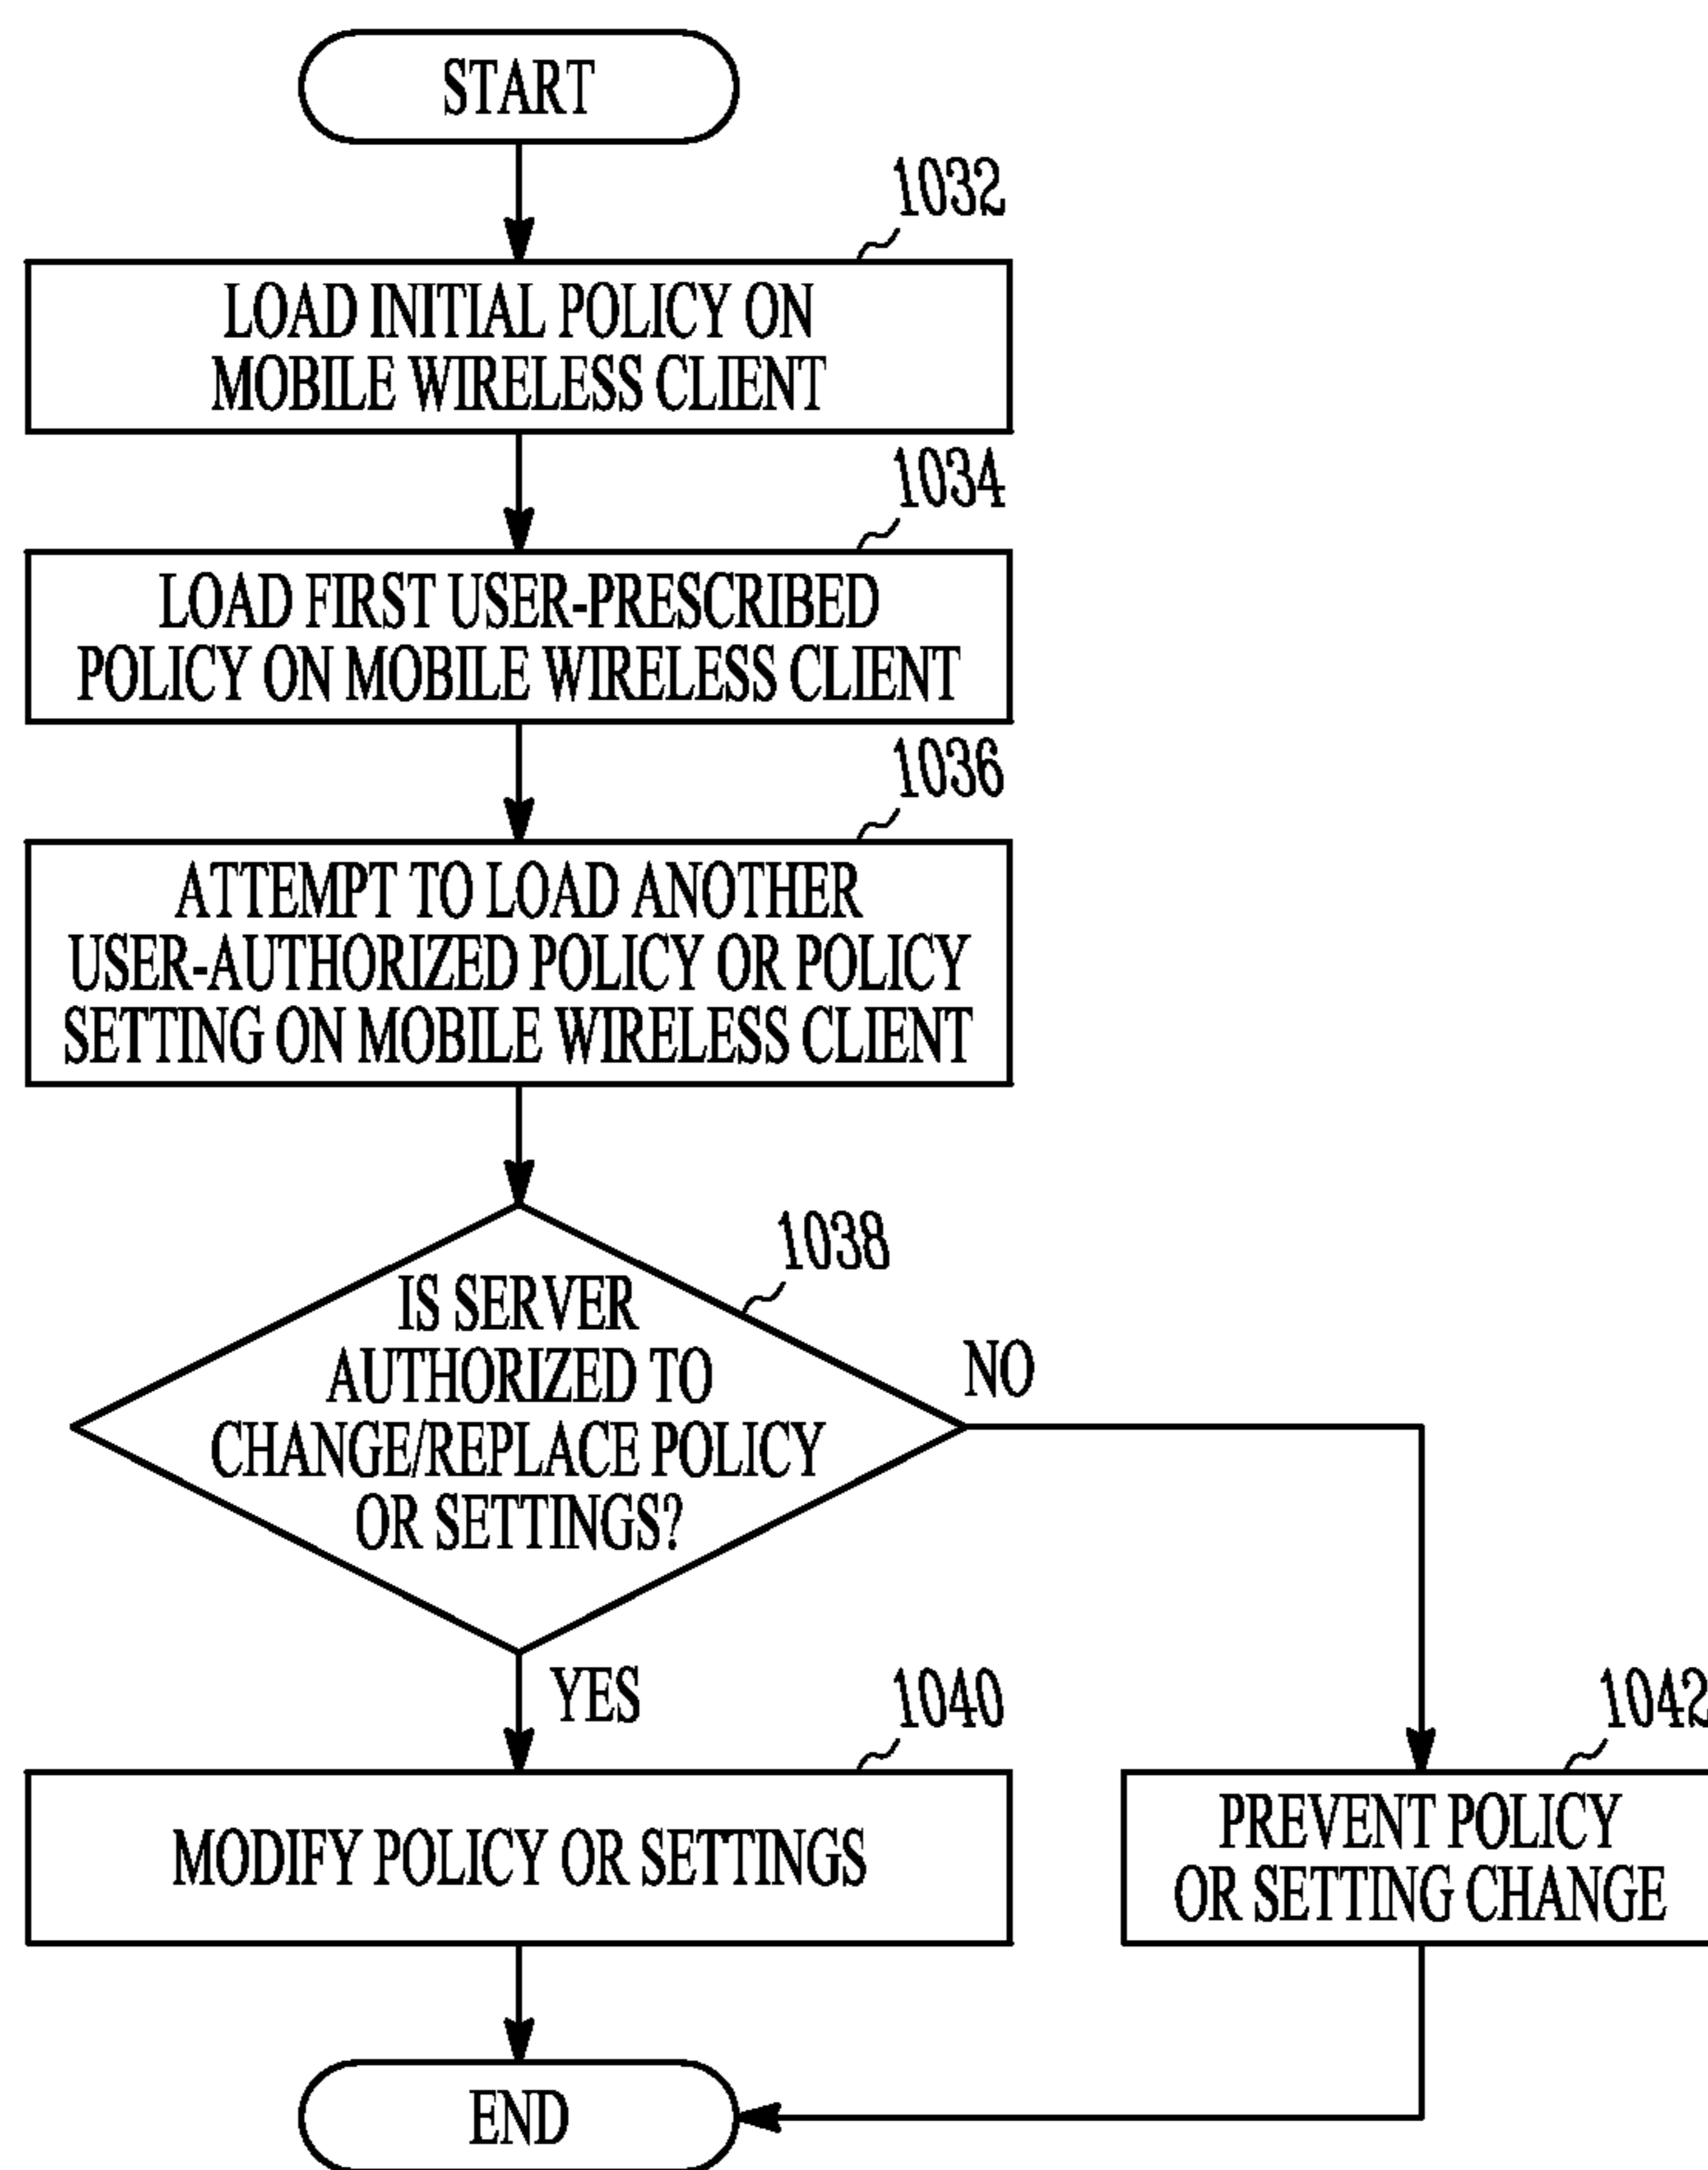 START
1032
LOAD INITIAL POLICY ON
MOBILE WIRELESS CLIENT
1034
LOAD FIRST USER-PRESCRIBED
POLICY ON MOBILE WIRELESS CLIENT
1036
ATTEMPT TO LOAD ANOTHER
USER-AUTHORIZED POLICY OR POLICY
SETTING ON MOBILE WIRELESS CLIENT
1038
IS SERVER
AUTHORIZED TO
CHANGE/REPLACE POLICY
OR SETTINGS?
NO
YES
1040
MODIFY POLICY OR SETTINGS
1042
PREVENT POLICY
OR SETTING CHANGE
END